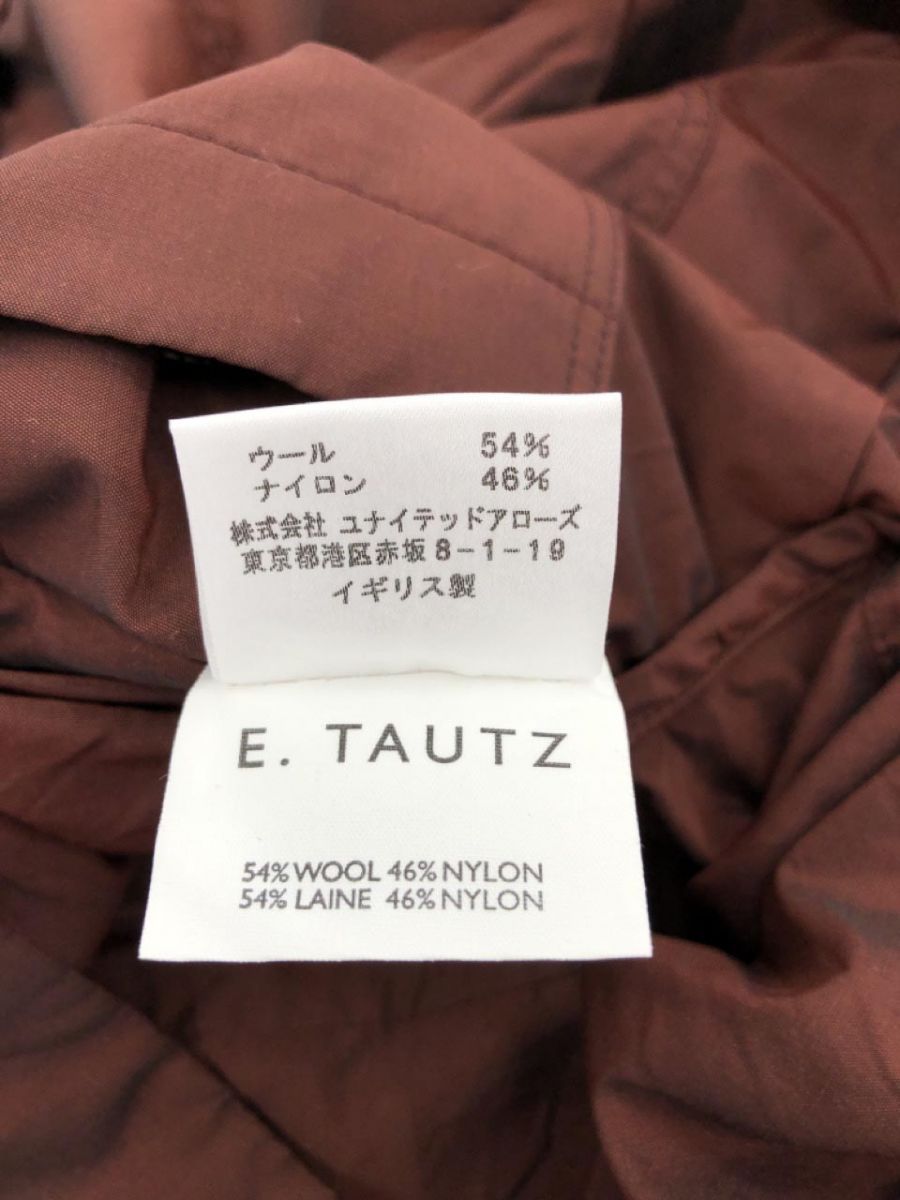 ウール 54%
ナイロン 46%
株式会社 ユナイテッドアローズ
東京都港区赤坂8-1-19
イギリス製
E. TAUTZ
54% WOOL 46% NYLON
54% LAINE 46% NYLON